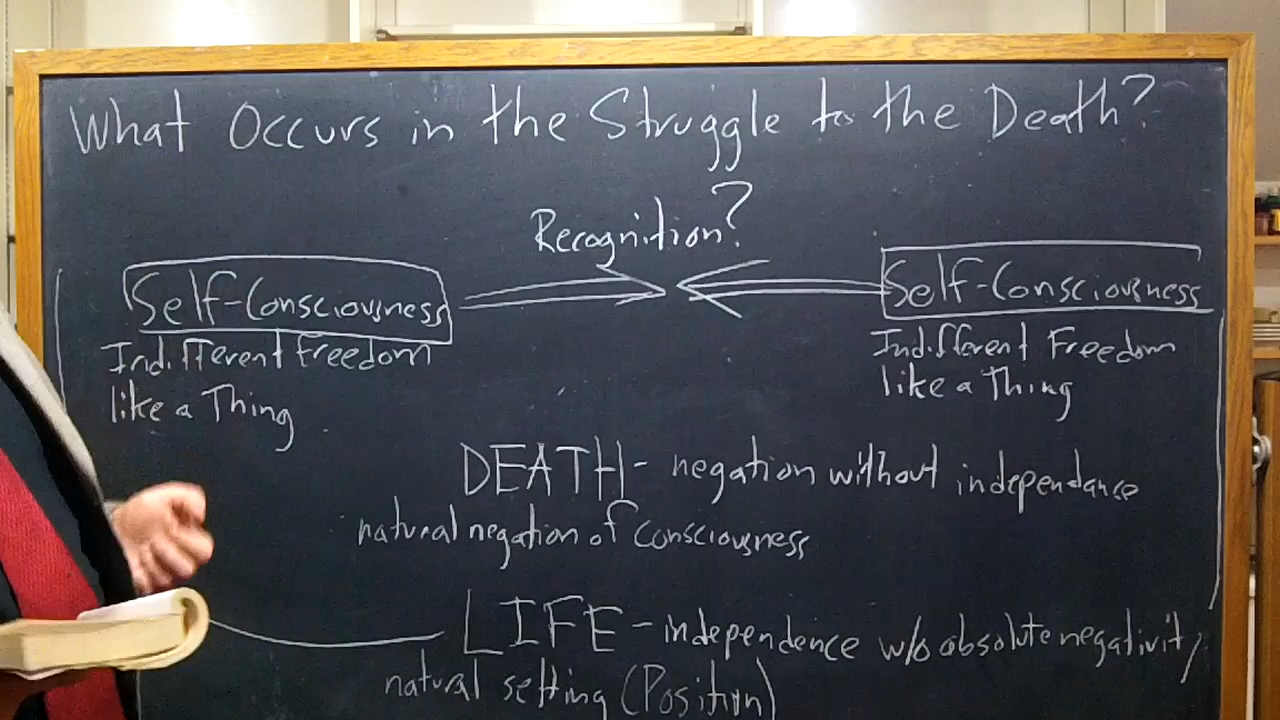 What Occurs in the Struggle to the Death?
Recognition?
Self-Consciousness
Indifferent Freedom
like a Thing
Self-Consciousness
Indifferent Freedom
like a Thing
DEATH- negation without independance
natural negation of consciousness
LIFE - independence w/o absolute negativity
natural setting (Position)